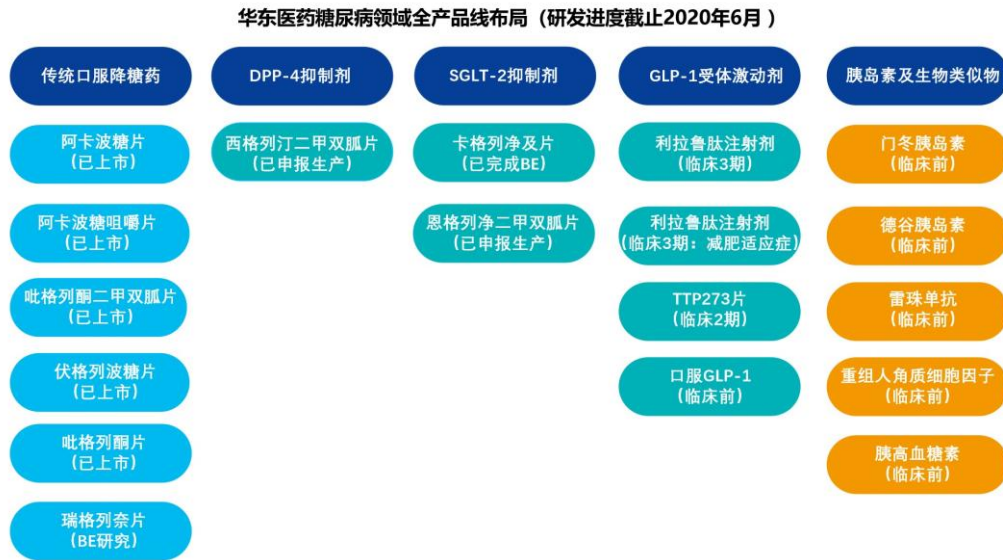 华东医药糖尿病领域全产品线布局（研发进度截止2020年6月）
传统口服降糖药
阿卡波糖片
(已上市)
阿卡波糖咀嚼片
(已上市)
吡格列酮二甲双胍片
(已上市)
伏格列波糖片
(已上市)
吡格列酮片
(已上市)
瑞格列奈片
(BE研究)
DPP-4抑制剂
西格列汀二甲双胍片
(已申报生产)
SGLT-2抑制剂
卡格列净及片
(已完成BE)
恩格列净二甲双胍片
(已申报生产)
GLP-1受体激动剂
利拉鲁肽注射剂
(临床3期)
利拉鲁肽注射剂
(临床3期：减肥适应症)
TTP273片
(临床2期)
口服GLP-1
(临床前)
胰岛素及生物类似物
门冬胰岛素
(临床前)
德谷胰岛素
(临床前)
雷珠单抗
(临床前)
重组人角质细胞因子
(临床前)
胰高血糖素
(临床前)